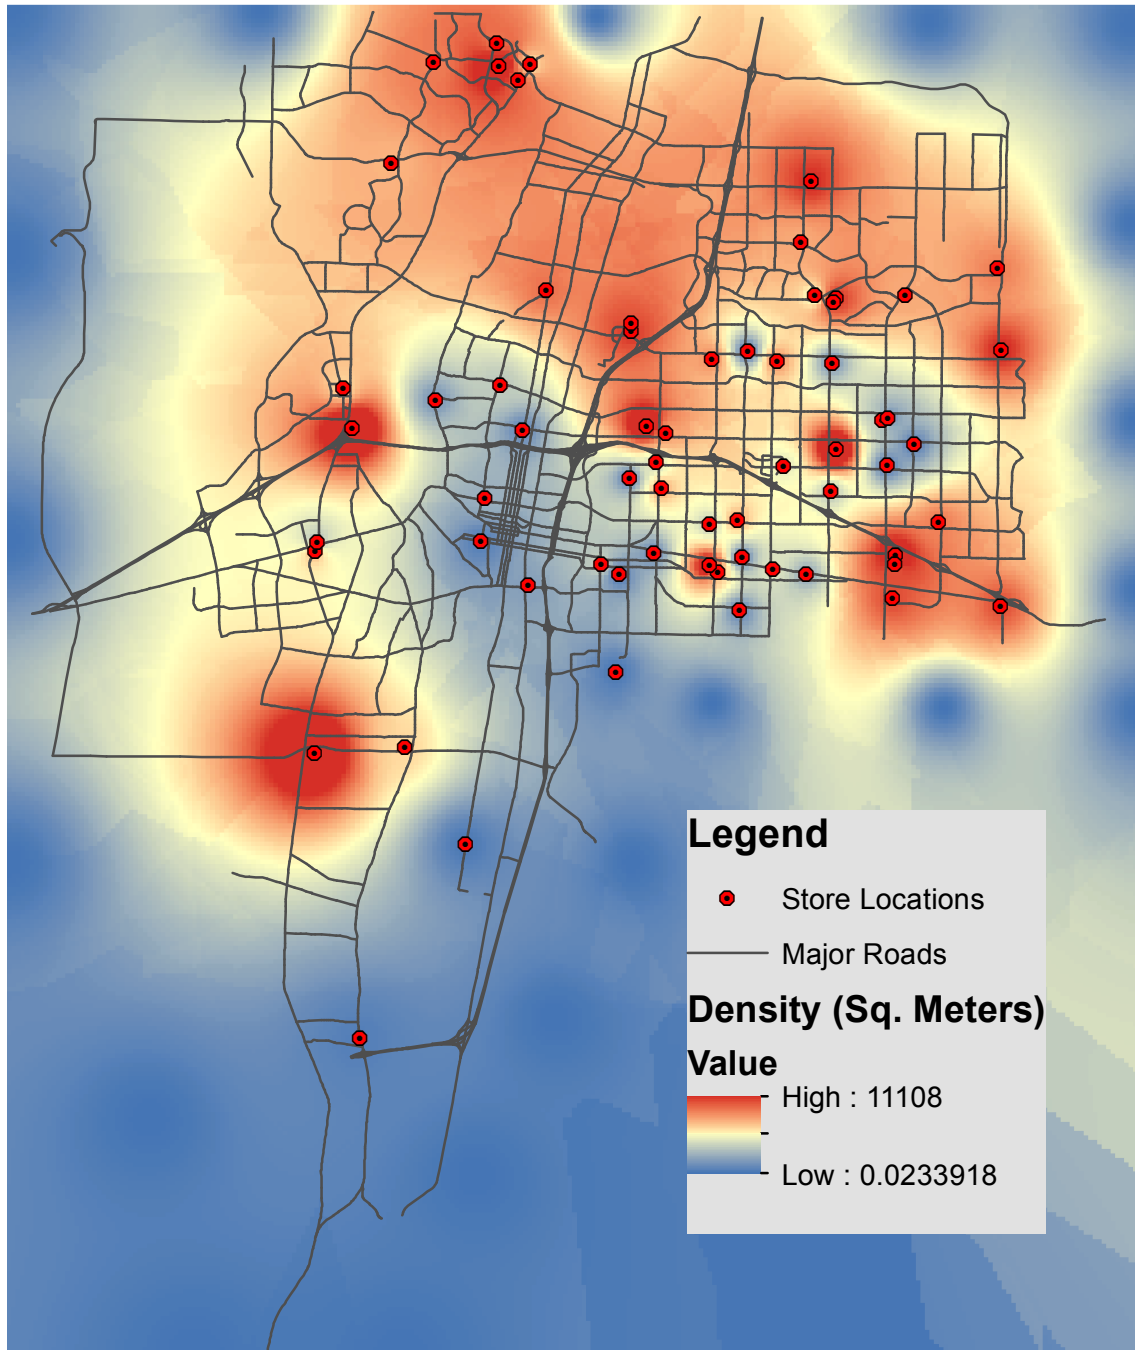 Legend
Store Locations
Major Roads
Density (Sq. Meters)
Value
High : 11108
Low : 0.0233918